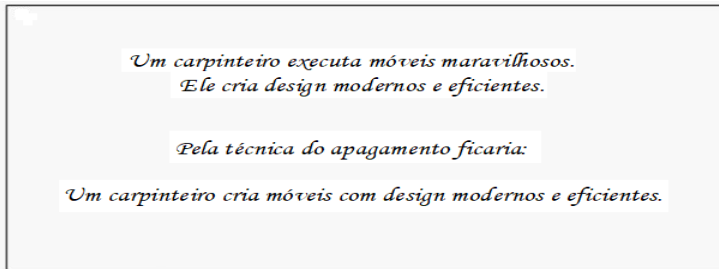 Um carpinteiro executa móveis maravilhosos.
Ele cria design modernos e eficientes.
Pela técnica do apagamento ficaria:
Um carpinteiro cria móveis com design modernos e eficientes.